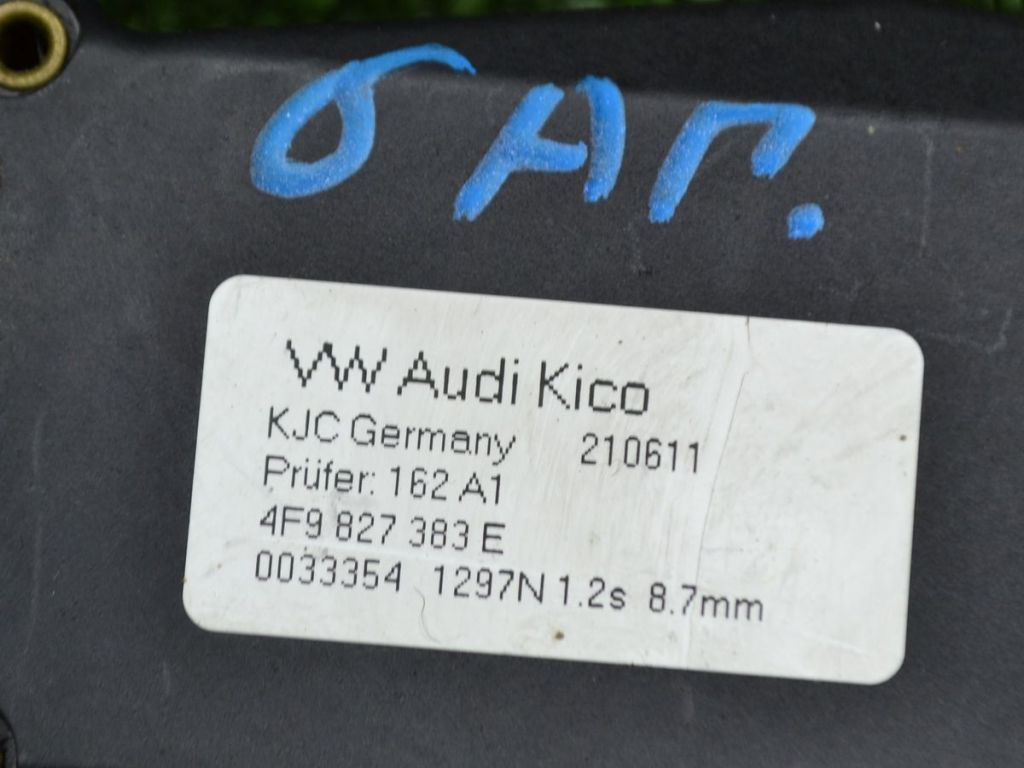 б АГ.
VW Audi Kico
KJC Germany 210611
Prüfer: 162 A1
4F9 827 383 E
0033354 1297N 1.2s 8.7mm